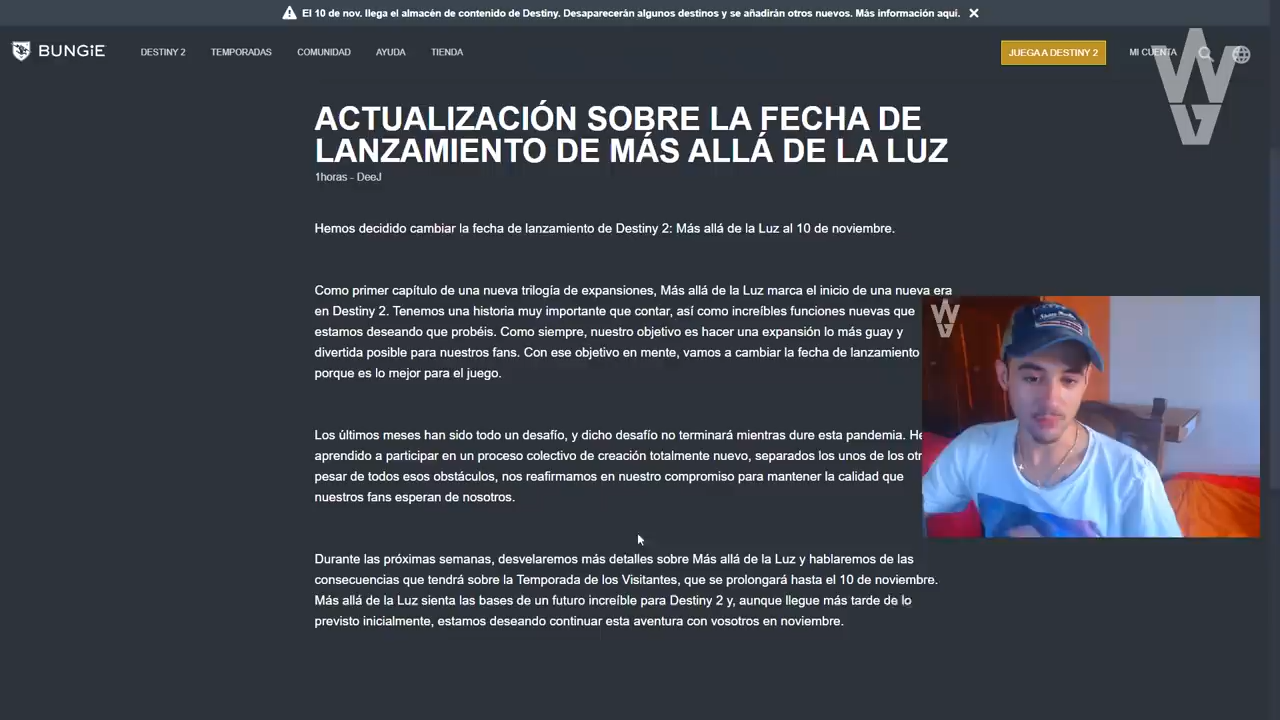 El 10 de nov. llega el almacén de contenido de Destiny. Desaparecerán algunos destinos y se añadirán otros nuevos. Más información aquí.
BUNGiE
DESTINY 2
TEMPORADAS
COMUNIDAD
AYUDA
TIENDA
JUEGA A DESTINY 2
MI CUENTA
ACTUALIZACIÓN SOBRE LA FECHA DE
LANZAMIENTO DE MÁS ALLÁ DE LA LUZ
1horas - DeeJ
Hemos decidido cambiar la fecha de lanzamiento de Destiny 2: Más allá de la Luz al 10 de noviembre.
Como primer capítulo de una nueva trilogía de expansiones, Más allá de la Luz marca el inicio de una nueva era
en Destiny 2. Tenemos una historia muy importante que contar, así como increíbles funciones nuevas que
estamos deseando que probéis. Como siempre, nuestro objetivo es hacer una expansión lo más guay y
divertida posible para nuestros fans. Con ese objetivo en mente, vamos a cambiar la fecha de lanzamiento
porque es lo mejor para el juego.
Los últimos meses han sido todo un desafío, y dicho desafío no terminará mientras dure esta pandemia. He
aprendido a participar en un proceso colectivo de creación totalmente nuevo, separados los unos de los otr
pesar de todos esos obstáculos, nos reafirmamos en nuestro compromiso para mantener la calidad que
nuestros fans esperan de nosotros.
Durante las próximas semanas, desvelaremos más detalles sobre Más allá de la Luz y hablaremos de las
consecuencias que tendrá sobre la Temporada de los Visitantes, que se prolongará hasta el 10 de noviembre.
Más allá de la Luz sienta las bases de un futuro increíble para Destiny 2 y, aunque llegue más tarde de lo
previsto inicialmente, estamos deseando continuar esta aventura con vosotros en noviembre.